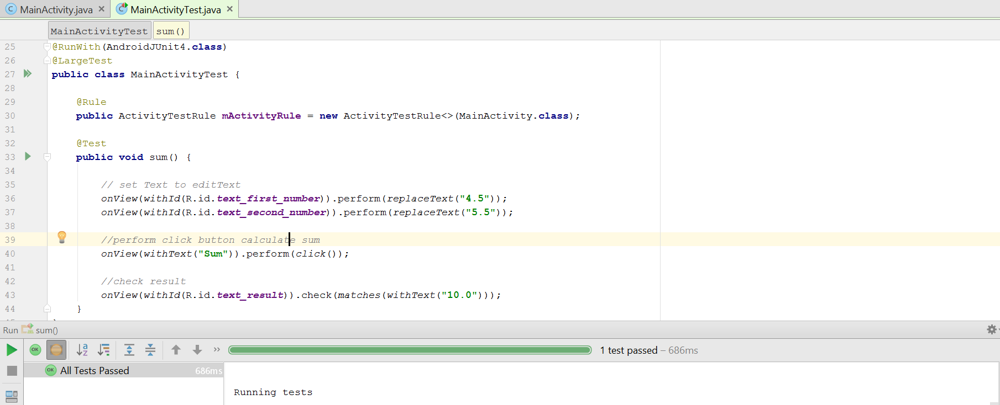 MainActivity.java MainActivityTest.java
MainActivityTest sum()
25 @RunWith(AndroidJUnit4.class)
26 @LargeTest
27 public class MainActivityTest {
28
29 @Rule
30 public ActivityTestRule mActivityRule = new ActivityTestRule<>(MainActivity.class);
31
32 @Test
33 public void sum() {
34
35 // set Text to editText
36 onView(withId(R.id.text_first_number)).perform(replaceText("4.5"));
37 onView(withId(R.id.text_second_number)).perform(replaceText("5.5"));
38
39 //perform click button calculate sum
40 onView(withText("Sum")).perform(click());
41
42 //check result
43 onView(withId(R.id.text_result)).check(matches(withText("10.0")));
44 }
Run sum()
OK 1 test passed – 686ms
OK All Tests Passed 686ms
Running tests